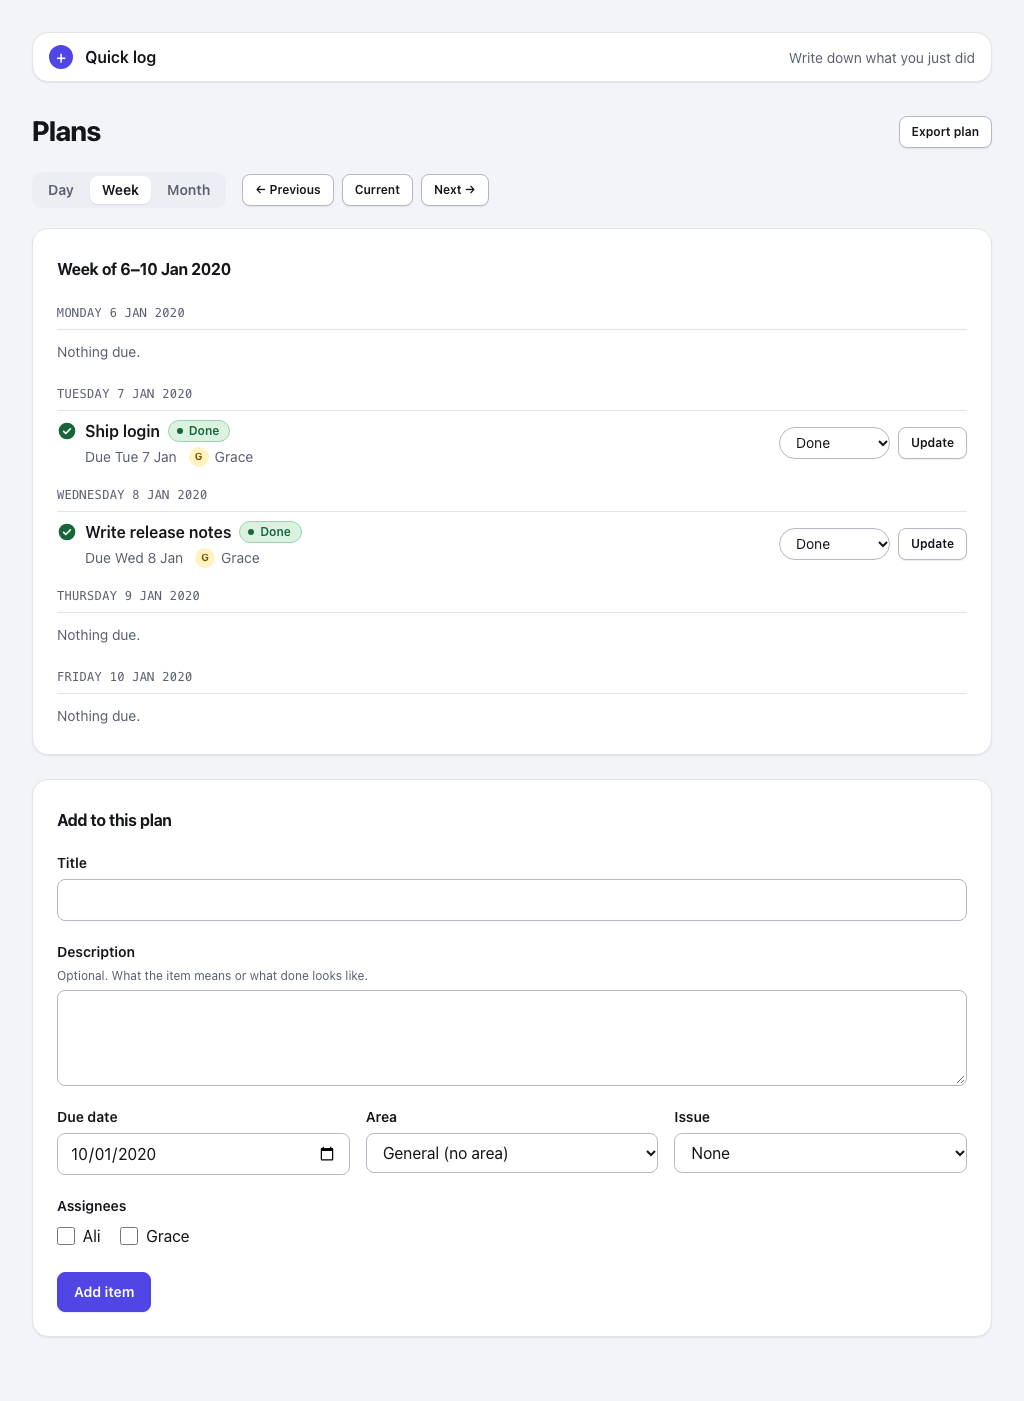 + Quick log
Write down what you just did
Plans
Export plan
Day Week Month ← Previous Current Next →
Week of 6–10 Jan 2020
MONDAY 6 JAN 2020
Nothing due.
TUESDAY 7 JAN 2020
Ship login Done
Due Tue 7 Jan G Grace
Done Update
WEDNESDAY 8 JAN 2020
Write release notes Done
Due Wed 8 Jan G Grace
Done Update
THURSDAY 9 JAN 2020
Nothing due.
FRIDAY 10 JAN 2020
Nothing due.
Add to this plan
Title
Description
Optional. What the item means or what done looks like.
Due date Area Issue
10/01/2020 General (no area) None
Assignees
Ali Grace
Add item